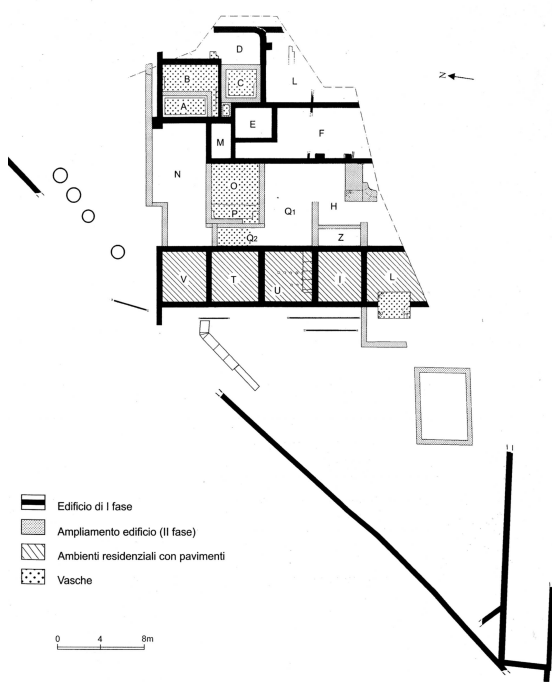 D
B
C
L
A
N
E
F
M
N
O
P
Q1
H
Q2
Z
V
T
U
I
L
Edificio di I fase
Ampliamento edificio (II fase)
Ambienti residenziali con pavimenti
Vasche
0 4 8m